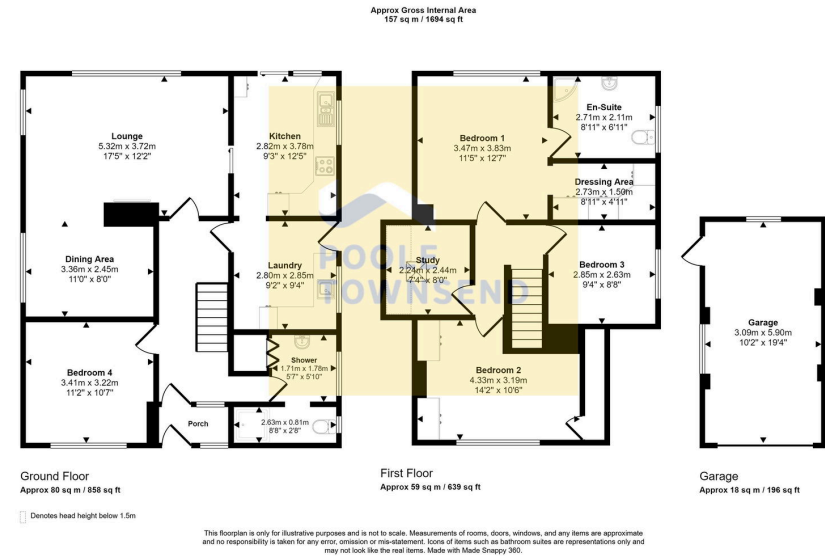 Approx Gross Internal Area
157 sq m / 1694 sq ft
Lounge
5.32m x 3.72m
17'5" x 12'2"
Kitchen
2.82m x 3.78m
9'3" x 12'5"
Dining Area
3.36m x 2.45m
11'0" x 8'0"
Laundry
2.80m x 2.85m
9'2" x 9'4"
Bedroom 4
3.41m x 3.22m
11'2" x 10'7"
Shower
1.71m x 1.78m
5'7" x 5'10"
Porch
2.63m x 0.81m
8'8" x 2'8"
Bedroom 1
3.47m x 3.83m
11'5" x 12'7"
En-Suite
2.71m x 2.11m
8'11" x 6'11"
Dressing Area
2.73m x 1.50m
8'11" x 4'11"
Study
2.24m x 2.44m
7'4" x 8'0"
Bedroom 3
2.85m x 2.63m
9'4" x 8'8"
Bedroom 2
4.33m x 3.19m
14'2" x 10'6"
Garage
3.09m x 5.90m
10'2" x 19'4"
POOLE
TOWNSEND
Ground Floor
Approx 80 sq m / 858 sq ft
First Floor
Approx 59 sq m / 639 sq ft
Garage
Approx 18 sq m / 196 sq ft
Denotes head height below 1.5m
This floorplan is only for illustrative purposes and is not to scale. Measurements of rooms, doors, windows, and any items are approximate
and no responsibility is taken for any error, omission or mis-statement. Icons of items such as bathroom suites are representations only and
may not look like the real items. Made with Made Snappy 360.